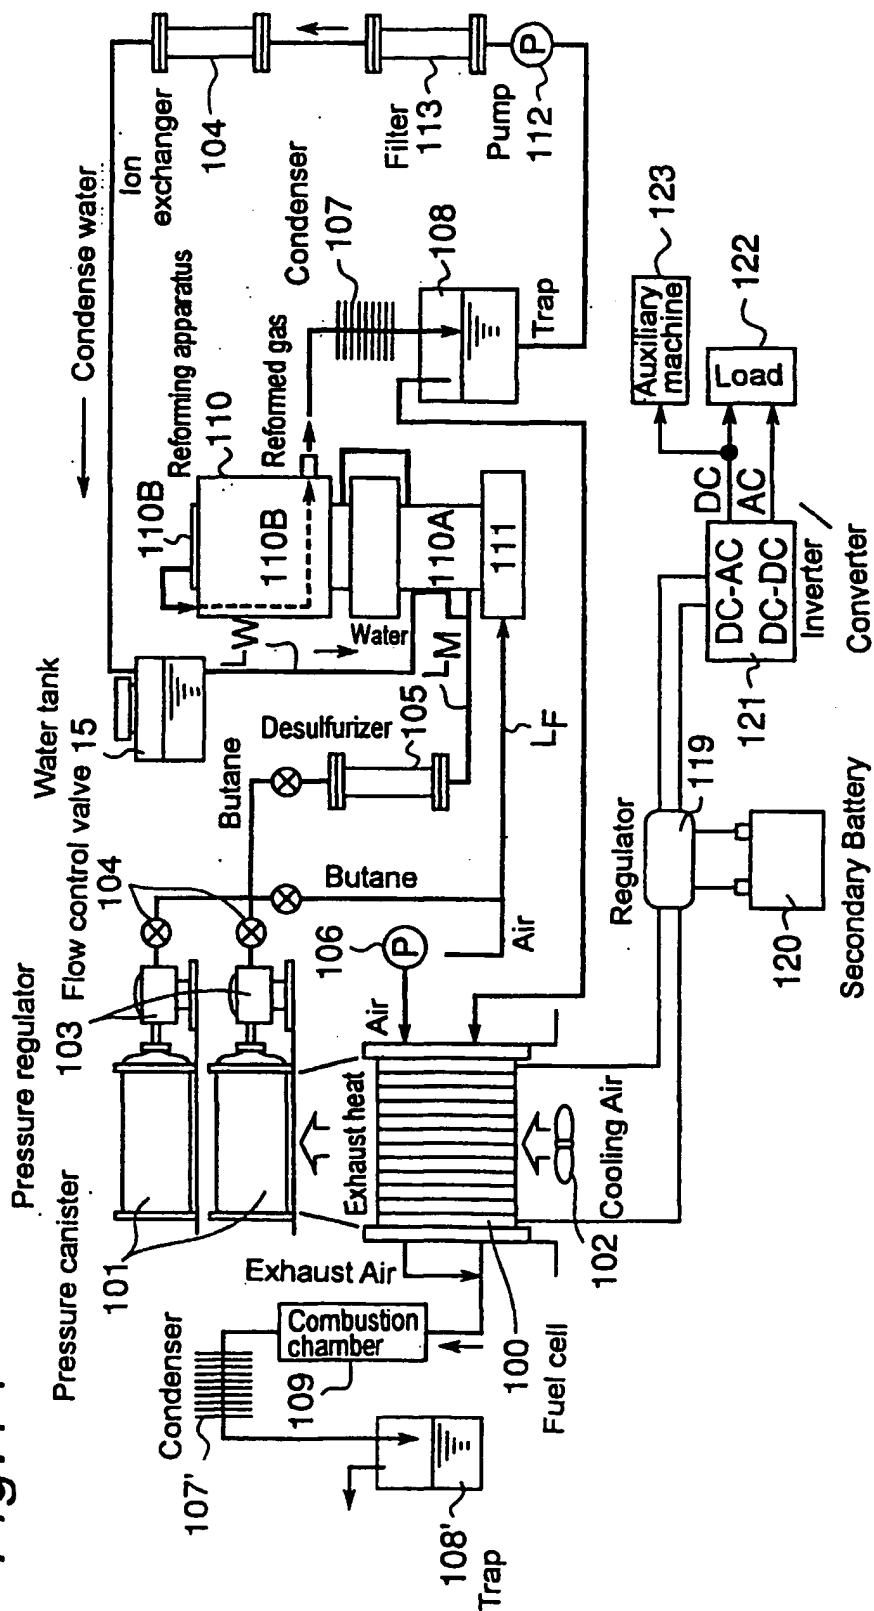 Fig.
Pressure canister
Pressure regulator
101
103
Flow control valve
104
Water tank
15
Condense water
Ion
exchanger
104
Filter
113
Pump
112
P
Butane
Butane
Desulfurizer
105
LW
Water
LM
LF
110B
Reforming apparatus
110
110B
110A
111
Reformed gas
Condenser
107
108
Trap
Condenser
107'
108'
Trap
Combustion
chamber
109
Exhaust Air
Exhaust heat
Air
106
P
Air
100
Fuel cell
102
Cooling Air
Regulator
119
120
Secondary Battery
DC-AC
DC-DC
121
Inverter /
Converter
DC
AC
Auxiliary
machine
123
Load
122